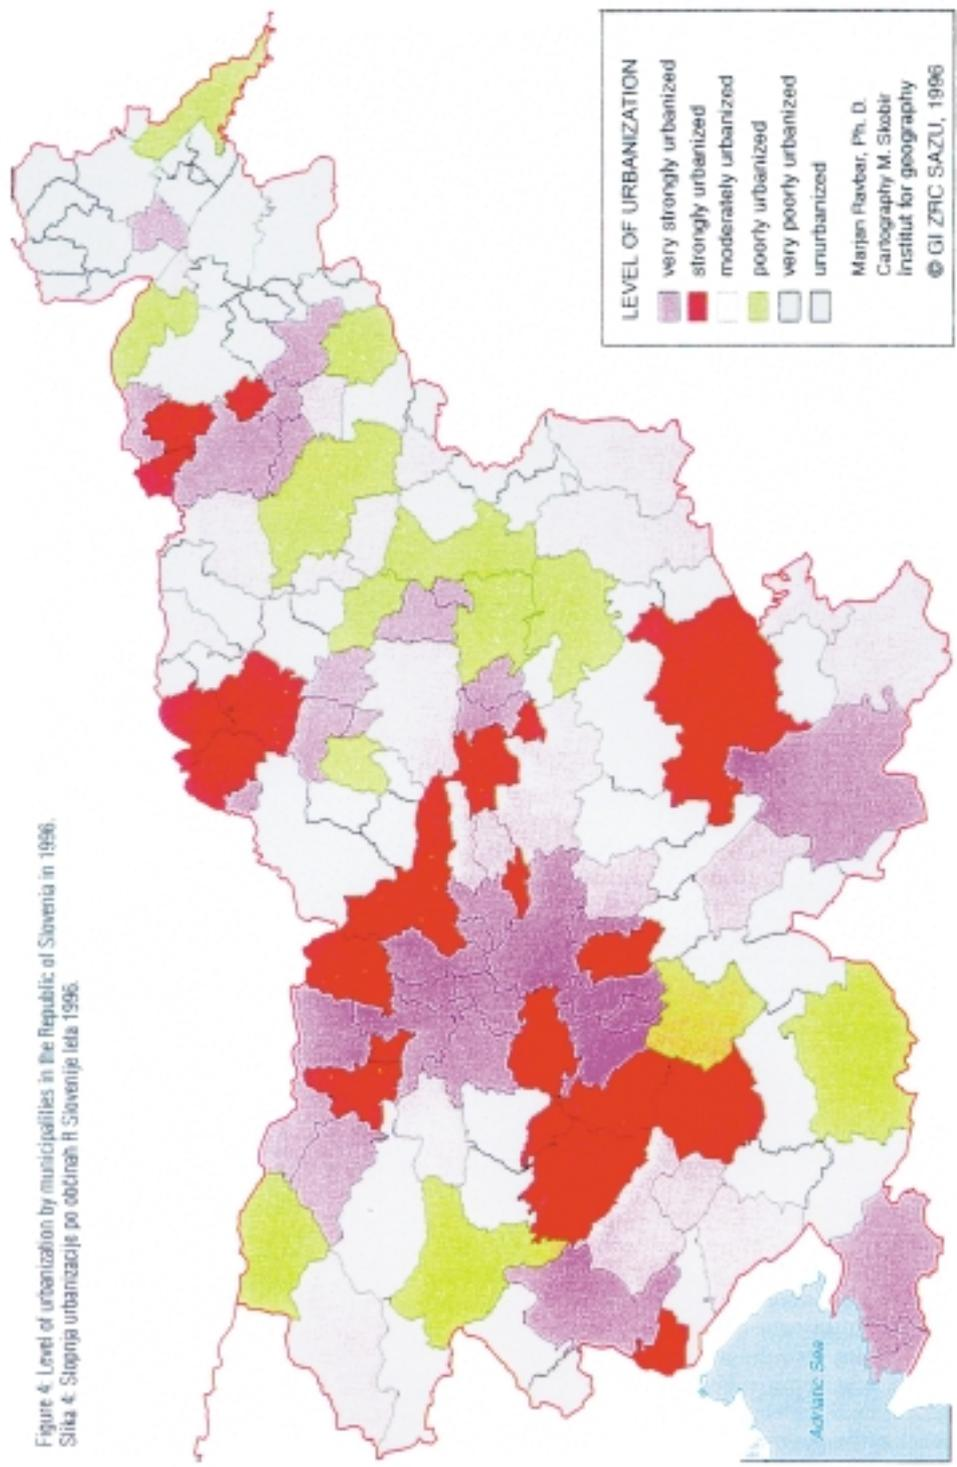 Figure 4: Level of urbanization by municipalities in the Republic of Slovenia in 1996.
Slika 4: Stopnja urbanizacije po občinah R Slovenije leta 1996.
LEVEL OF URBANIZATION
very strongly urbanized
strongly urbanized
moderately urbanized
poorly urbanized
very poorly urbanized
unurbanized
Marjan Ravbar, Ph. D.
Cartography M. Skobir
Institut for geography
© GI ZRC SAZU, 1996
Adriatic Sea